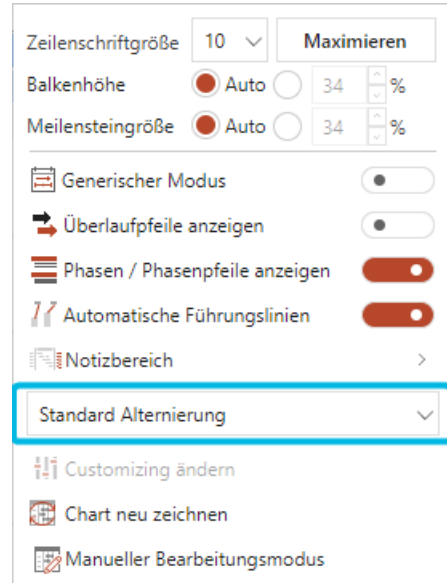 Zeilenschriftgröße 10 Maximieren
Balkenhöhe Auto 34 %
Meilensteingröße Auto 34 %
Generischer Modus
Überlaufpfeile anzeigen
Phasen / Phasenpfeile anzeigen
Automatische Führungslinien
Notizbereich
Standard Alternierung
Customizing ändern
Chart neu zeichnen
Manueller Bearbeitungsmodus